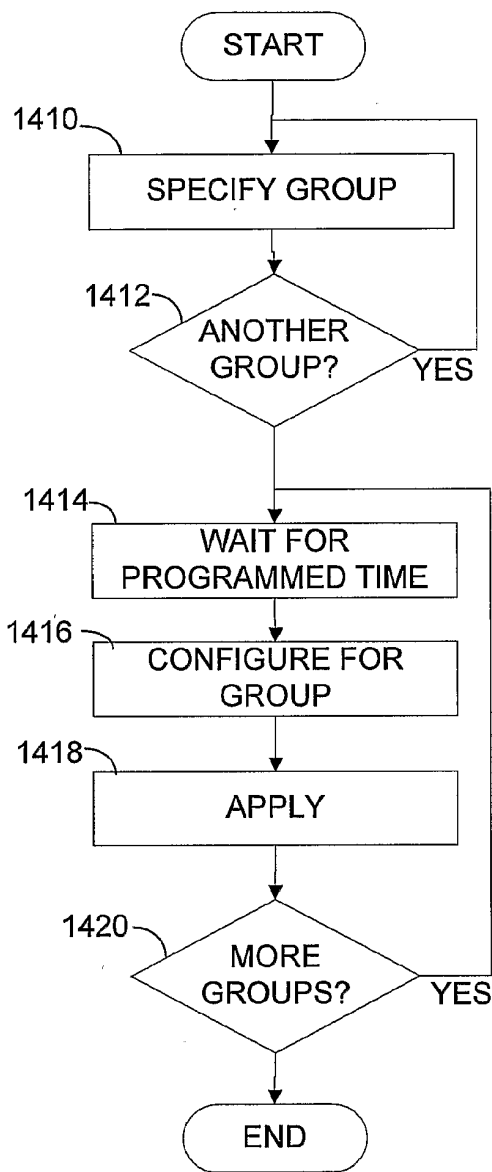 START
1410
SPECIFY GROUP
1412
ANOTHER
GROUP?
YES
1414
WAIT FOR
PROGRAMMED TIME
1416
CONFIGURE FOR
GROUP
1418
APPLY
1420
MORE
GROUPS?
YES
END